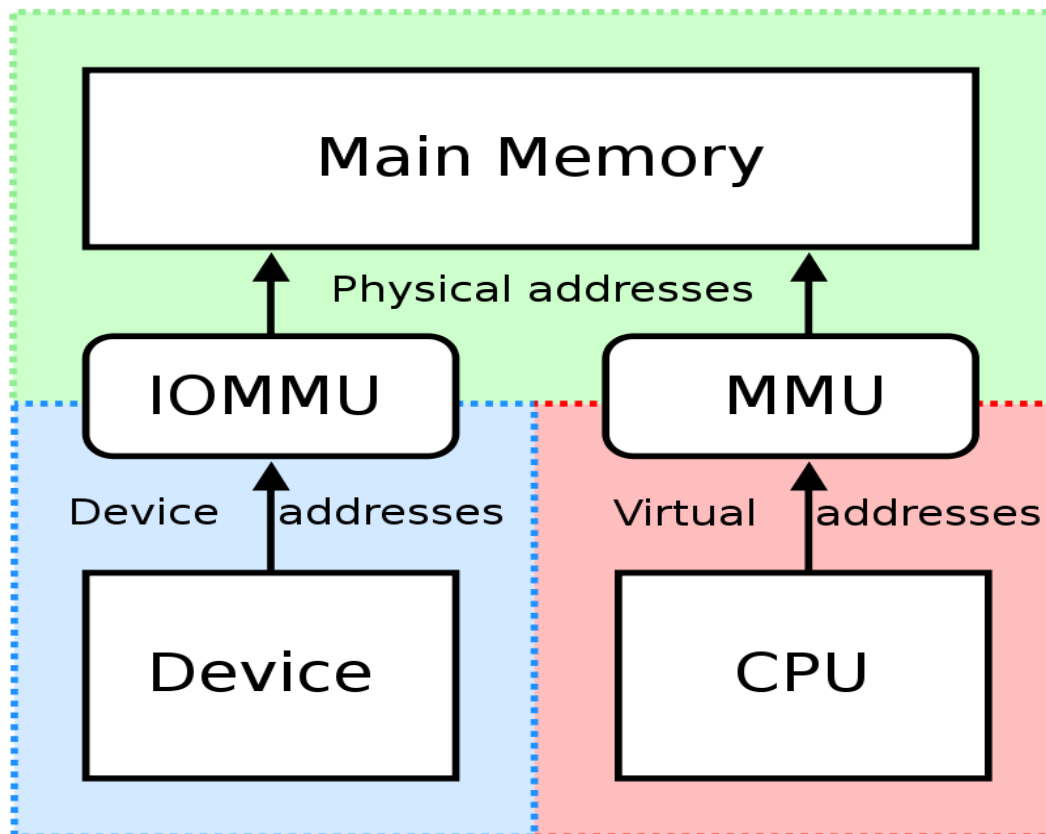 Main Memory
Physical addresses
IOMMU MMU
Device addresses Virtual addresses
Device CPU